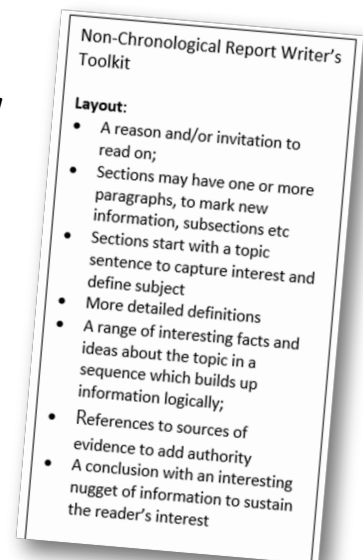 Non-Chronological Report Writer's
Toolkit
Layout:
• A reason and/or invitation to
read on;
• Sections may have one or more
paragraphs, to mark new
information, subsections etc
• Sections start with a topic
sentence to capture interest and
define subject
• More detailed definitions
• A range of interesting facts and
ideas about the topic in a
sequence which builds up
information logically;
• References to sources of
evidence to add authority
• A conclusion with an interesting
nugget of information to sustain
the reader's interest